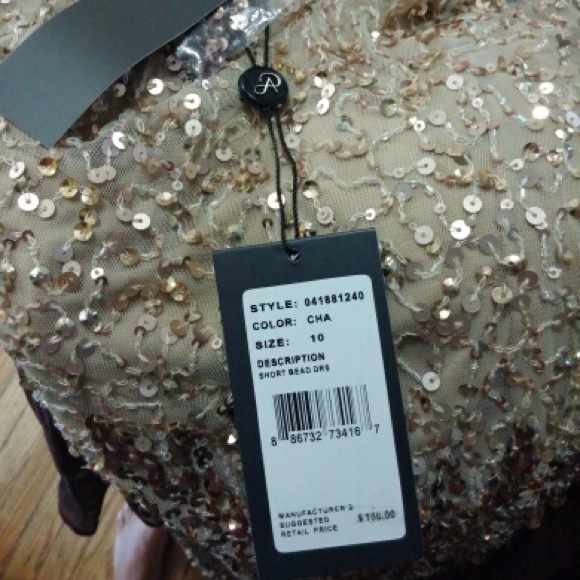 STYLE: 041881240
COLOR: CHA
SIZE: 10
DESCRIPTION
SHORT BEAD DRS
8 86732 73416 7
MANUFACTURER'S
SUGGESTED
RETAIL PRICE